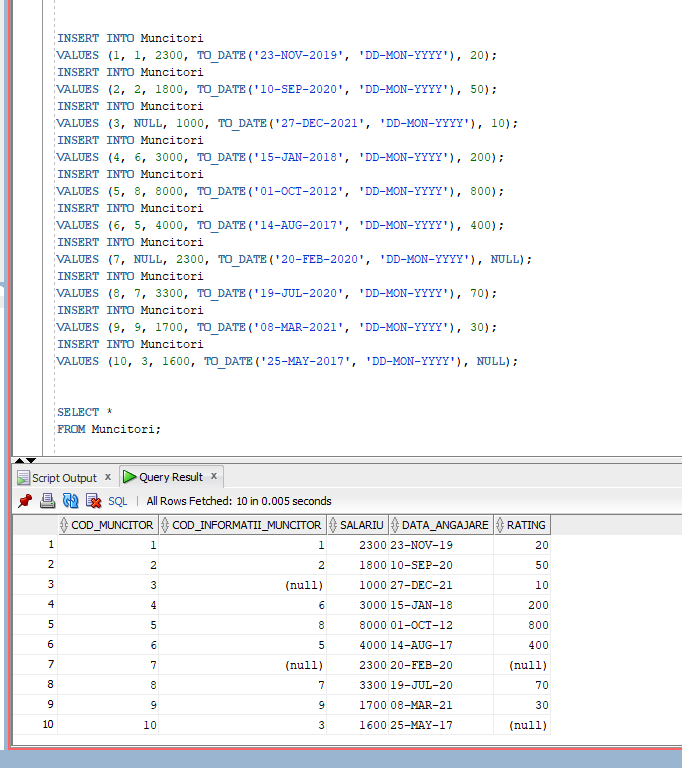 INSERT INTO Muncitori
VALUES (1, 1, 2300, TO_DATE('23-NOV-2019', 'DD-MON-YYYY'), 20);
INSERT INTO Muncitori
VALUES (2, 2, 1800, TO_DATE('10-SEP-2020', 'DD-MON-YYYY'), 50);
INSERT INTO Muncitori
VALUES (3, NULL, 1000, TO_DATE('27-DEC-2021', 'DD-MON-YYYY'), 10);
INSERT INTO Muncitori
VALUES (4, 6, 3000, TO_DATE('15-JAN-2018', 'DD-MON-YYYY'), 200);
INSERT INTO Muncitori
VALUES (5, 8, 8000, TO_DATE('01-OCT-2012', 'DD-MON-YYYY'), 800);
INSERT INTO Muncitori
VALUES (6, 5, 4000, TO_DATE('14-AUG-2017', 'DD-MON-YYYY'), 400);
INSERT INTO Muncitori
VALUES (7, NULL, 2300, TO_DATE('20-FEB-2020', 'DD-MON-YYYY'), NULL);
INSERT INTO Muncitori
VALUES (8, 7, 3300, TO_DATE('19-JUL-2020', 'DD-MON-YYYY'), 70);
INSERT INTO Muncitori
VALUES (9, 9, 1700, TO_DATE('08-MAR-2021', 'DD-MON-YYYY'), 30);
INSERT INTO Muncitori
VALUES (10, 3, 1600, TO_DATE('25-MAY-2017', 'DD-MON-YYYY'), NULL);
SELECT *
FROM Muncitori;
Script Output x Query Result x
SQL | All Rows Fetched: 10 in 0.005 seconds
COD_MUNCITOR COD_INFORMATII_MUNCITOR SALARIU DATA_ANGAJARE RATING
1 1 1 2300 23-NOV-19 20
2 2 2 1800 10-SEP-20 50
3 3 (null) 1000 27-DEC-21 10
4 4 6 3000 15-JAN-18 200
5 5 8 8000 01-OCT-12 800
6 6 5 4000 14-AUG-17 400
7 7 (null) 2300 20-FEB-20 (null)
8 8 7 3300 19-JUL-20 70
9 9 9 1700 08-MAR-21 30
10 10 3 1600 25-MAY-17 (null)